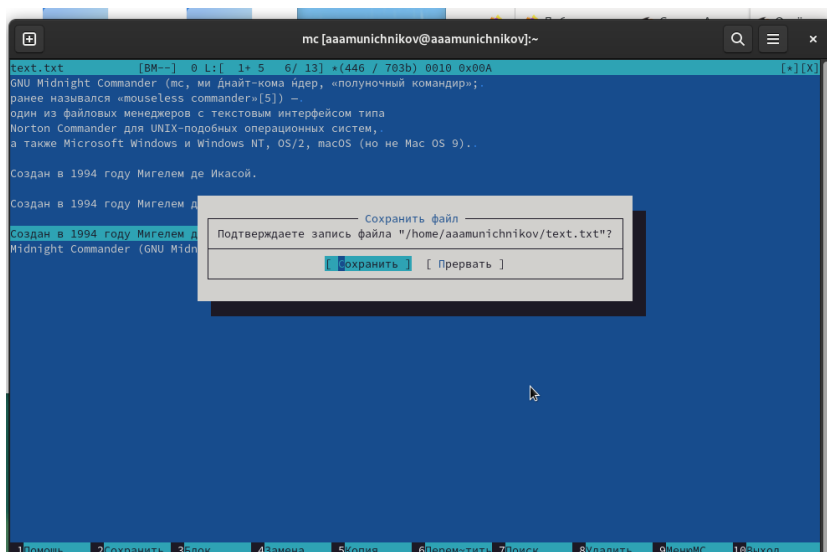 mc [aaamunichnikov@aaamunichnikov]:~
text.txt [BM--] 0 L:[ 1+ 5 6/ 13] *(446 / 703b) 0010 0x00A [*][X]
GNU Midnight Commander (mc, ми́днайт-кома́ндер, «полуночный командир»;.
ранее назывался «mouseless commander»[5]) —.
один из файловых менеджеров с текстовым интерфейсом типа
Norton Commander для UNIX-подобных операционных систем,.
а также Microsoft Windows и Windows NT, OS/2, macOS (но не Mac OS 9)..
Создан в 1994 году Мигелем де Икасой.
Создан в 1994 году Мигелем д
Создан в 1994 году Мигелем д
Midnight Commander (GNU Midn
Сохранить файл
Подтверждаете запись файла "/home/aaamunichnikov/text.txt"?
[ Сохранить ] [ Прервать ]
1Помощь 2Сохранить 3Блок 4Замена 5Копия 6Перем~тить 7Поиск 8Удалить 9МенюMC 10Выход